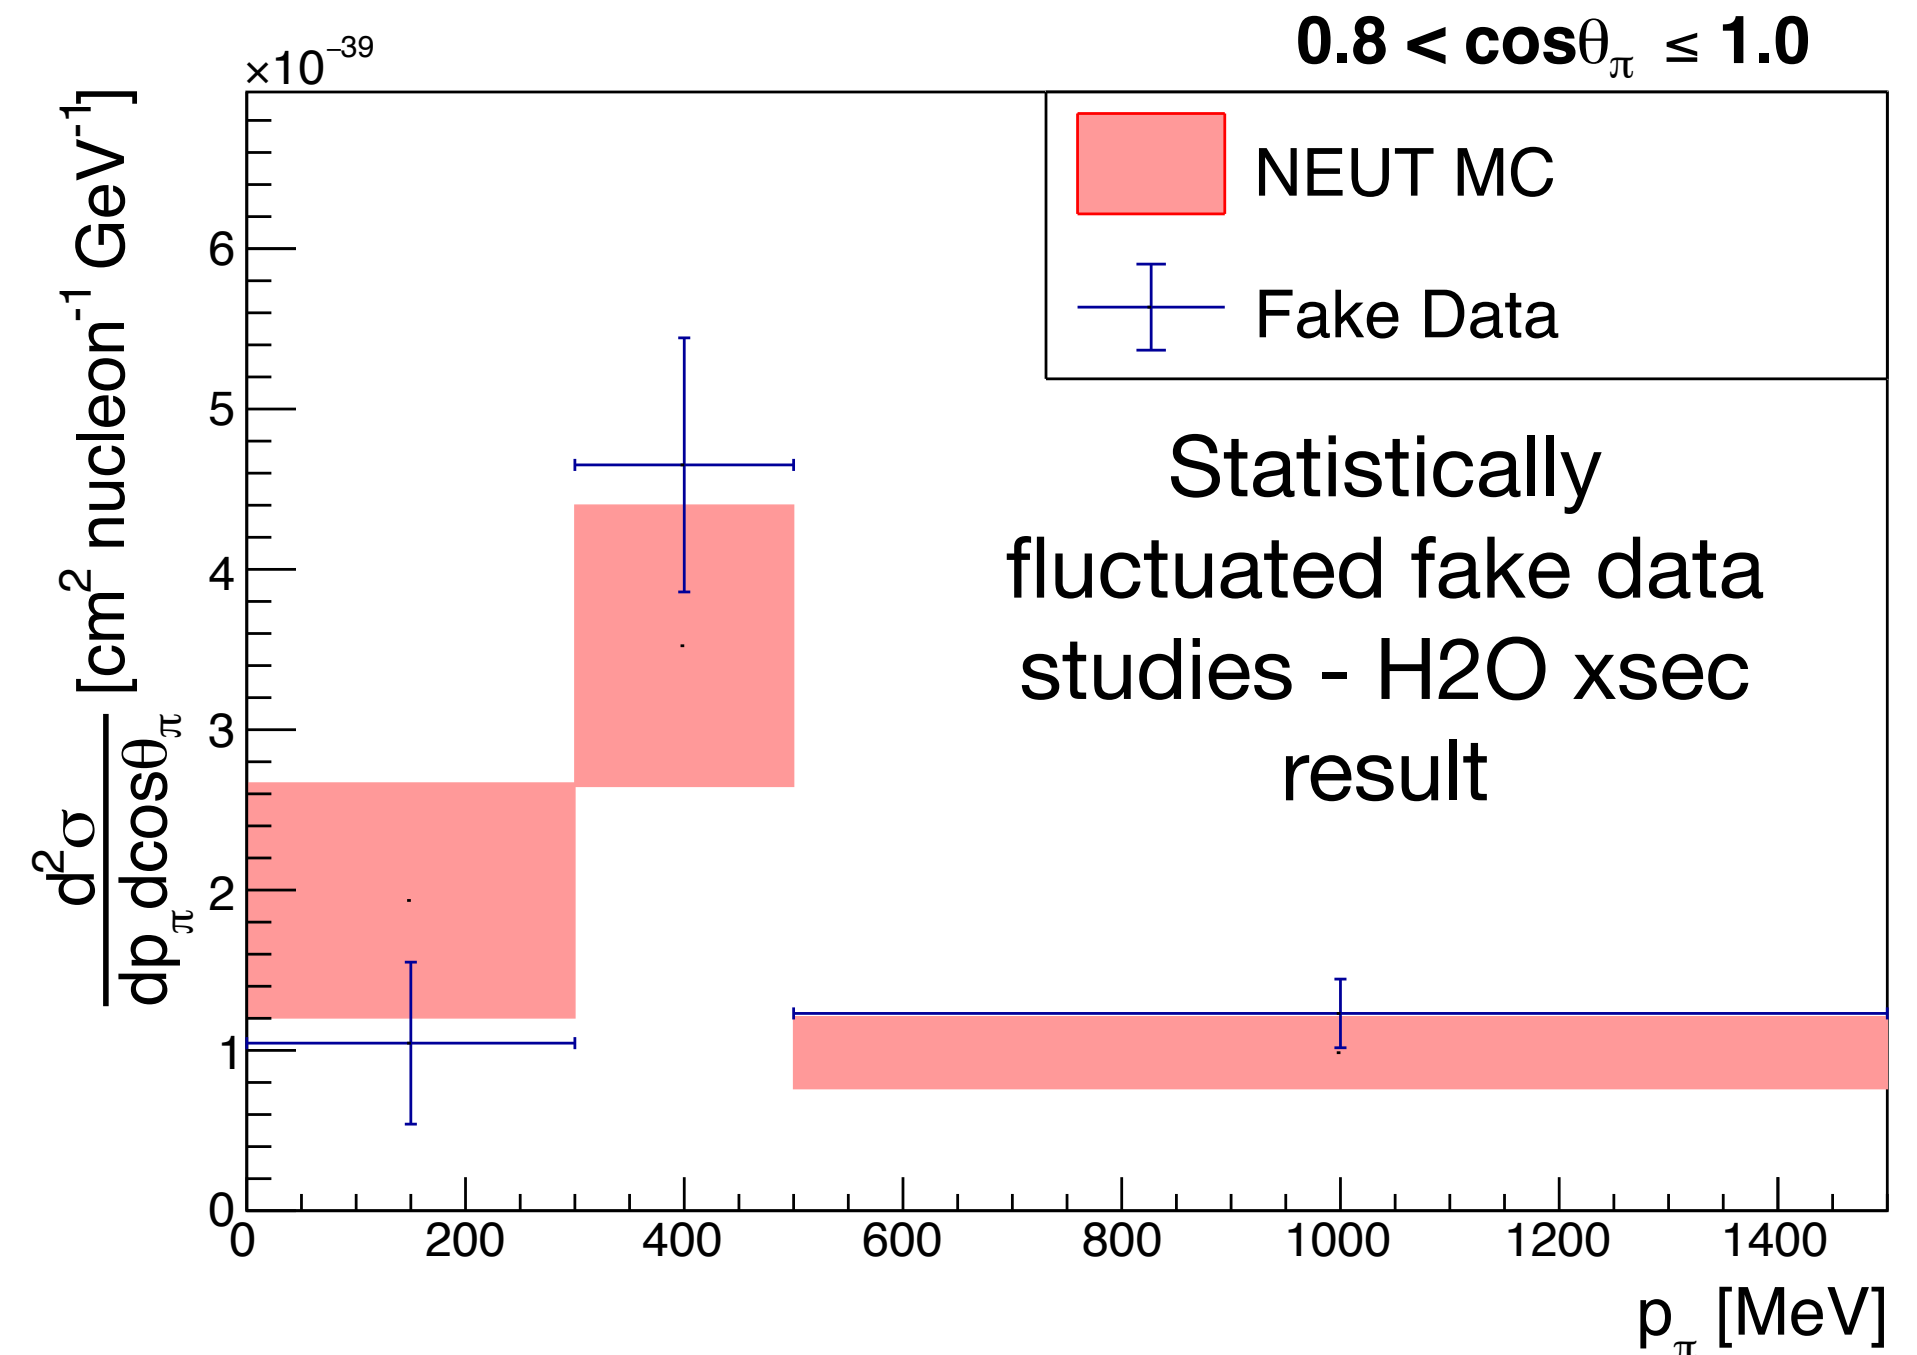 0.8 < cosθπ ≤ 1.0
×10⁻³⁹
NEUT MC
Fake Data
Statistically
fluctuated fake data
studies - H2O xsec
result
d²σ
dpπ dcosθπ
[cm² nucleon⁻¹ GeV⁻¹]
6
5
4
3
2
1
0
0 200 400 600 800 1000 1200 1400
pπ [MeV]